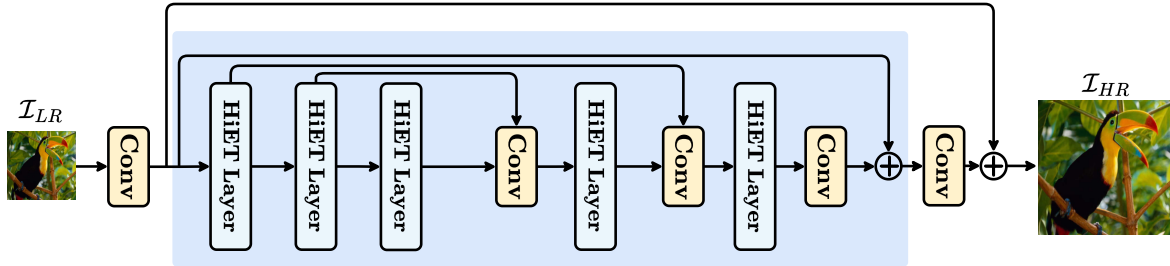 I_LR
Conv
HiET Layer
HiET Layer
HiET Layer
Conv
HiET Layer
Conv
HiET Layer
Conv
Conv
I_HR